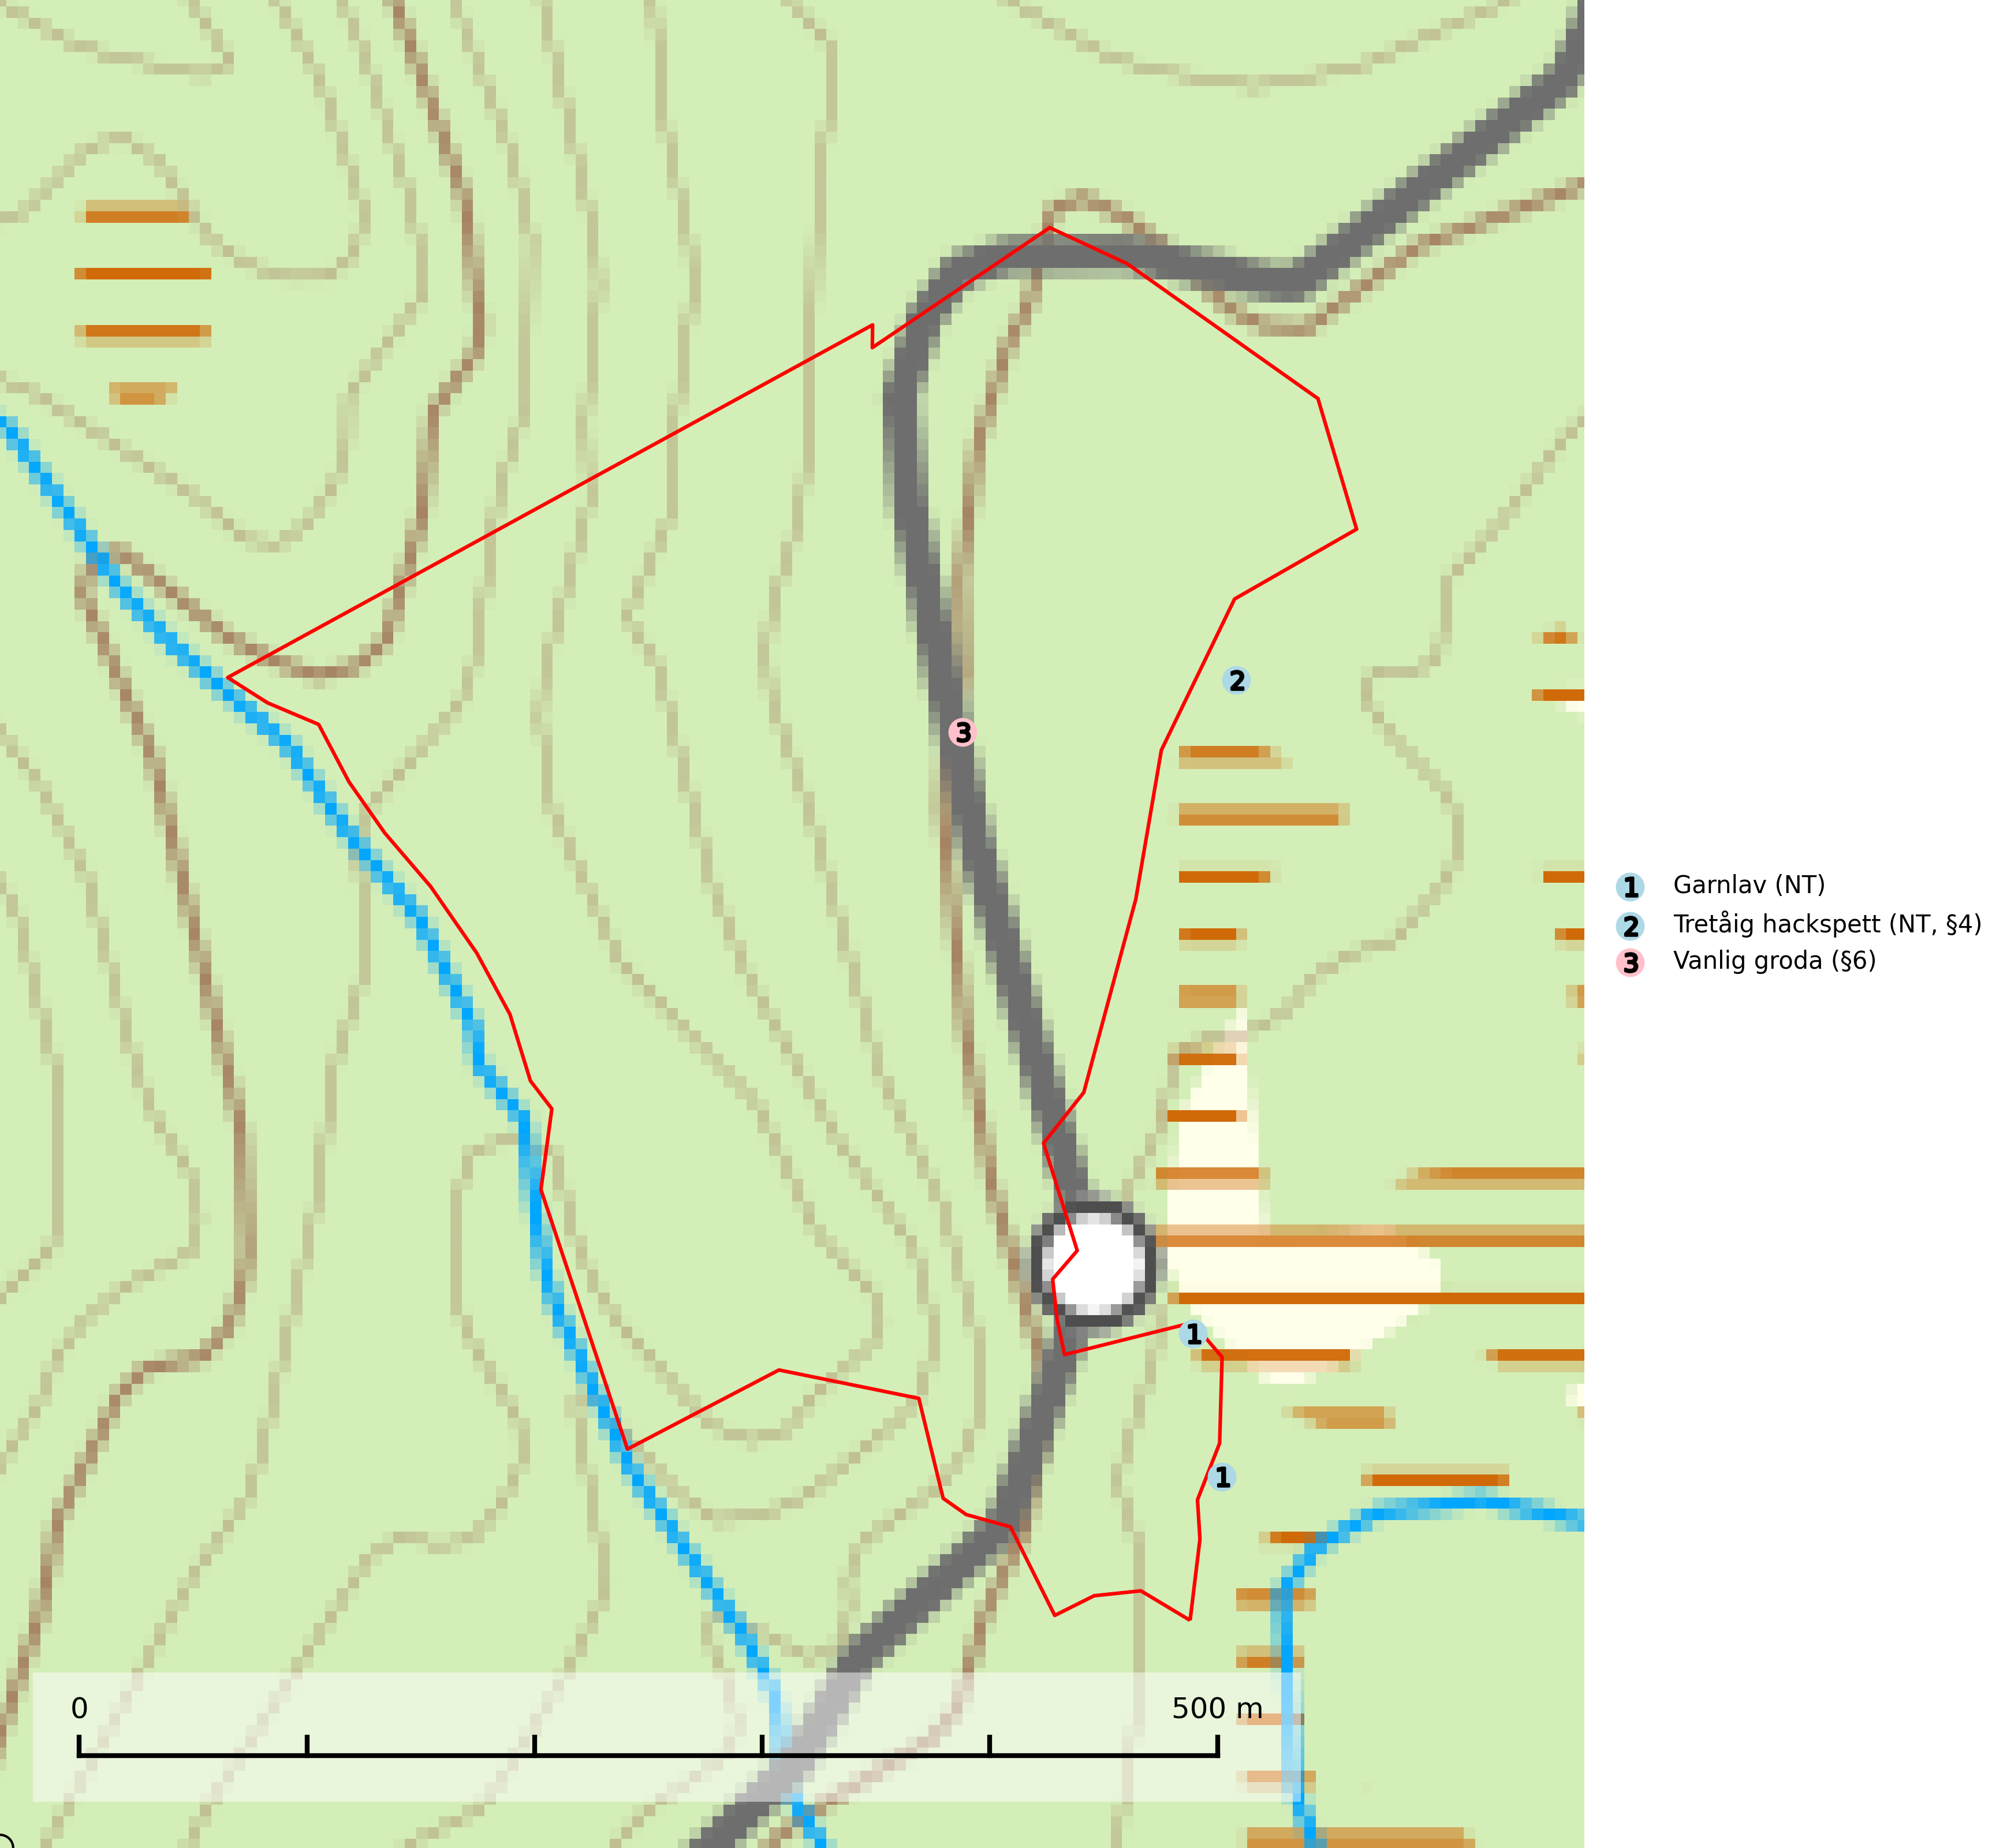 2
3
1
1
0 500 m
1 Garnlav (NT)
2 Tretåig hackspett (NT, §4)
3 Vanlig groda (§6)